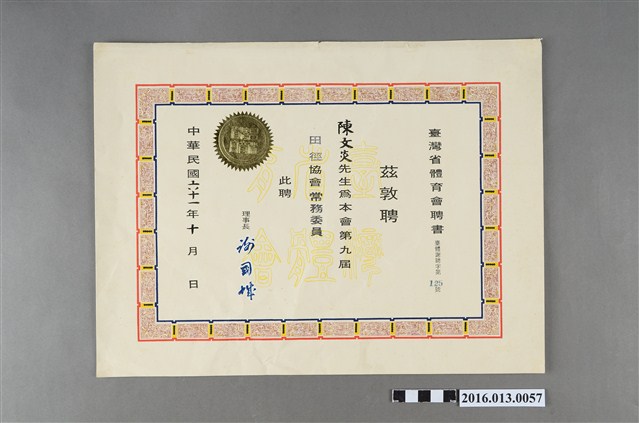 臺灣省體育會聘書
125
茲敦聘
陳文炎先生為本會第九屆
田徑協會常務委員
此聘
理事長
中華民國六十一年十月 日
2016.013.0057